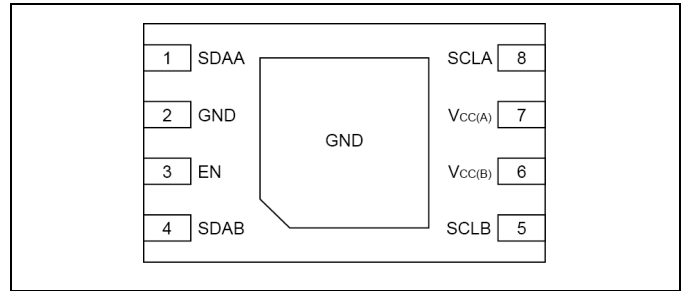 1 SDAA
2 GND
3 EN
4 SDAB
GND
SCLA 8
VCC(A) 7
VCC(B) 6
SCLB 5